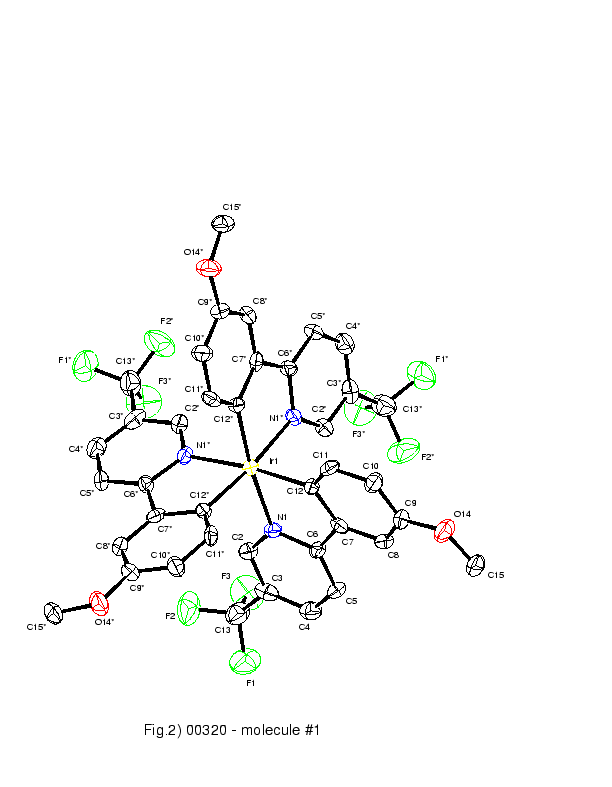 C15'
O14'
C9' C8'
C5' C4'
F2' C10'
F1" C13" C7' C6' F1"
F3" C11' C3" C13"
C3" C2' C12" N1" C2' F3"
F2"
C4" N1"
Ir1 C11 C10
C5" C6" C12" C12 C9 O14
C7" N1 C6 C7
C8" C11" C2 C8
C10" C15
C9" F3 C3 C5
F2 C4
O14" C13
C15"
F1
Fig.2) 00320 - molecule #1